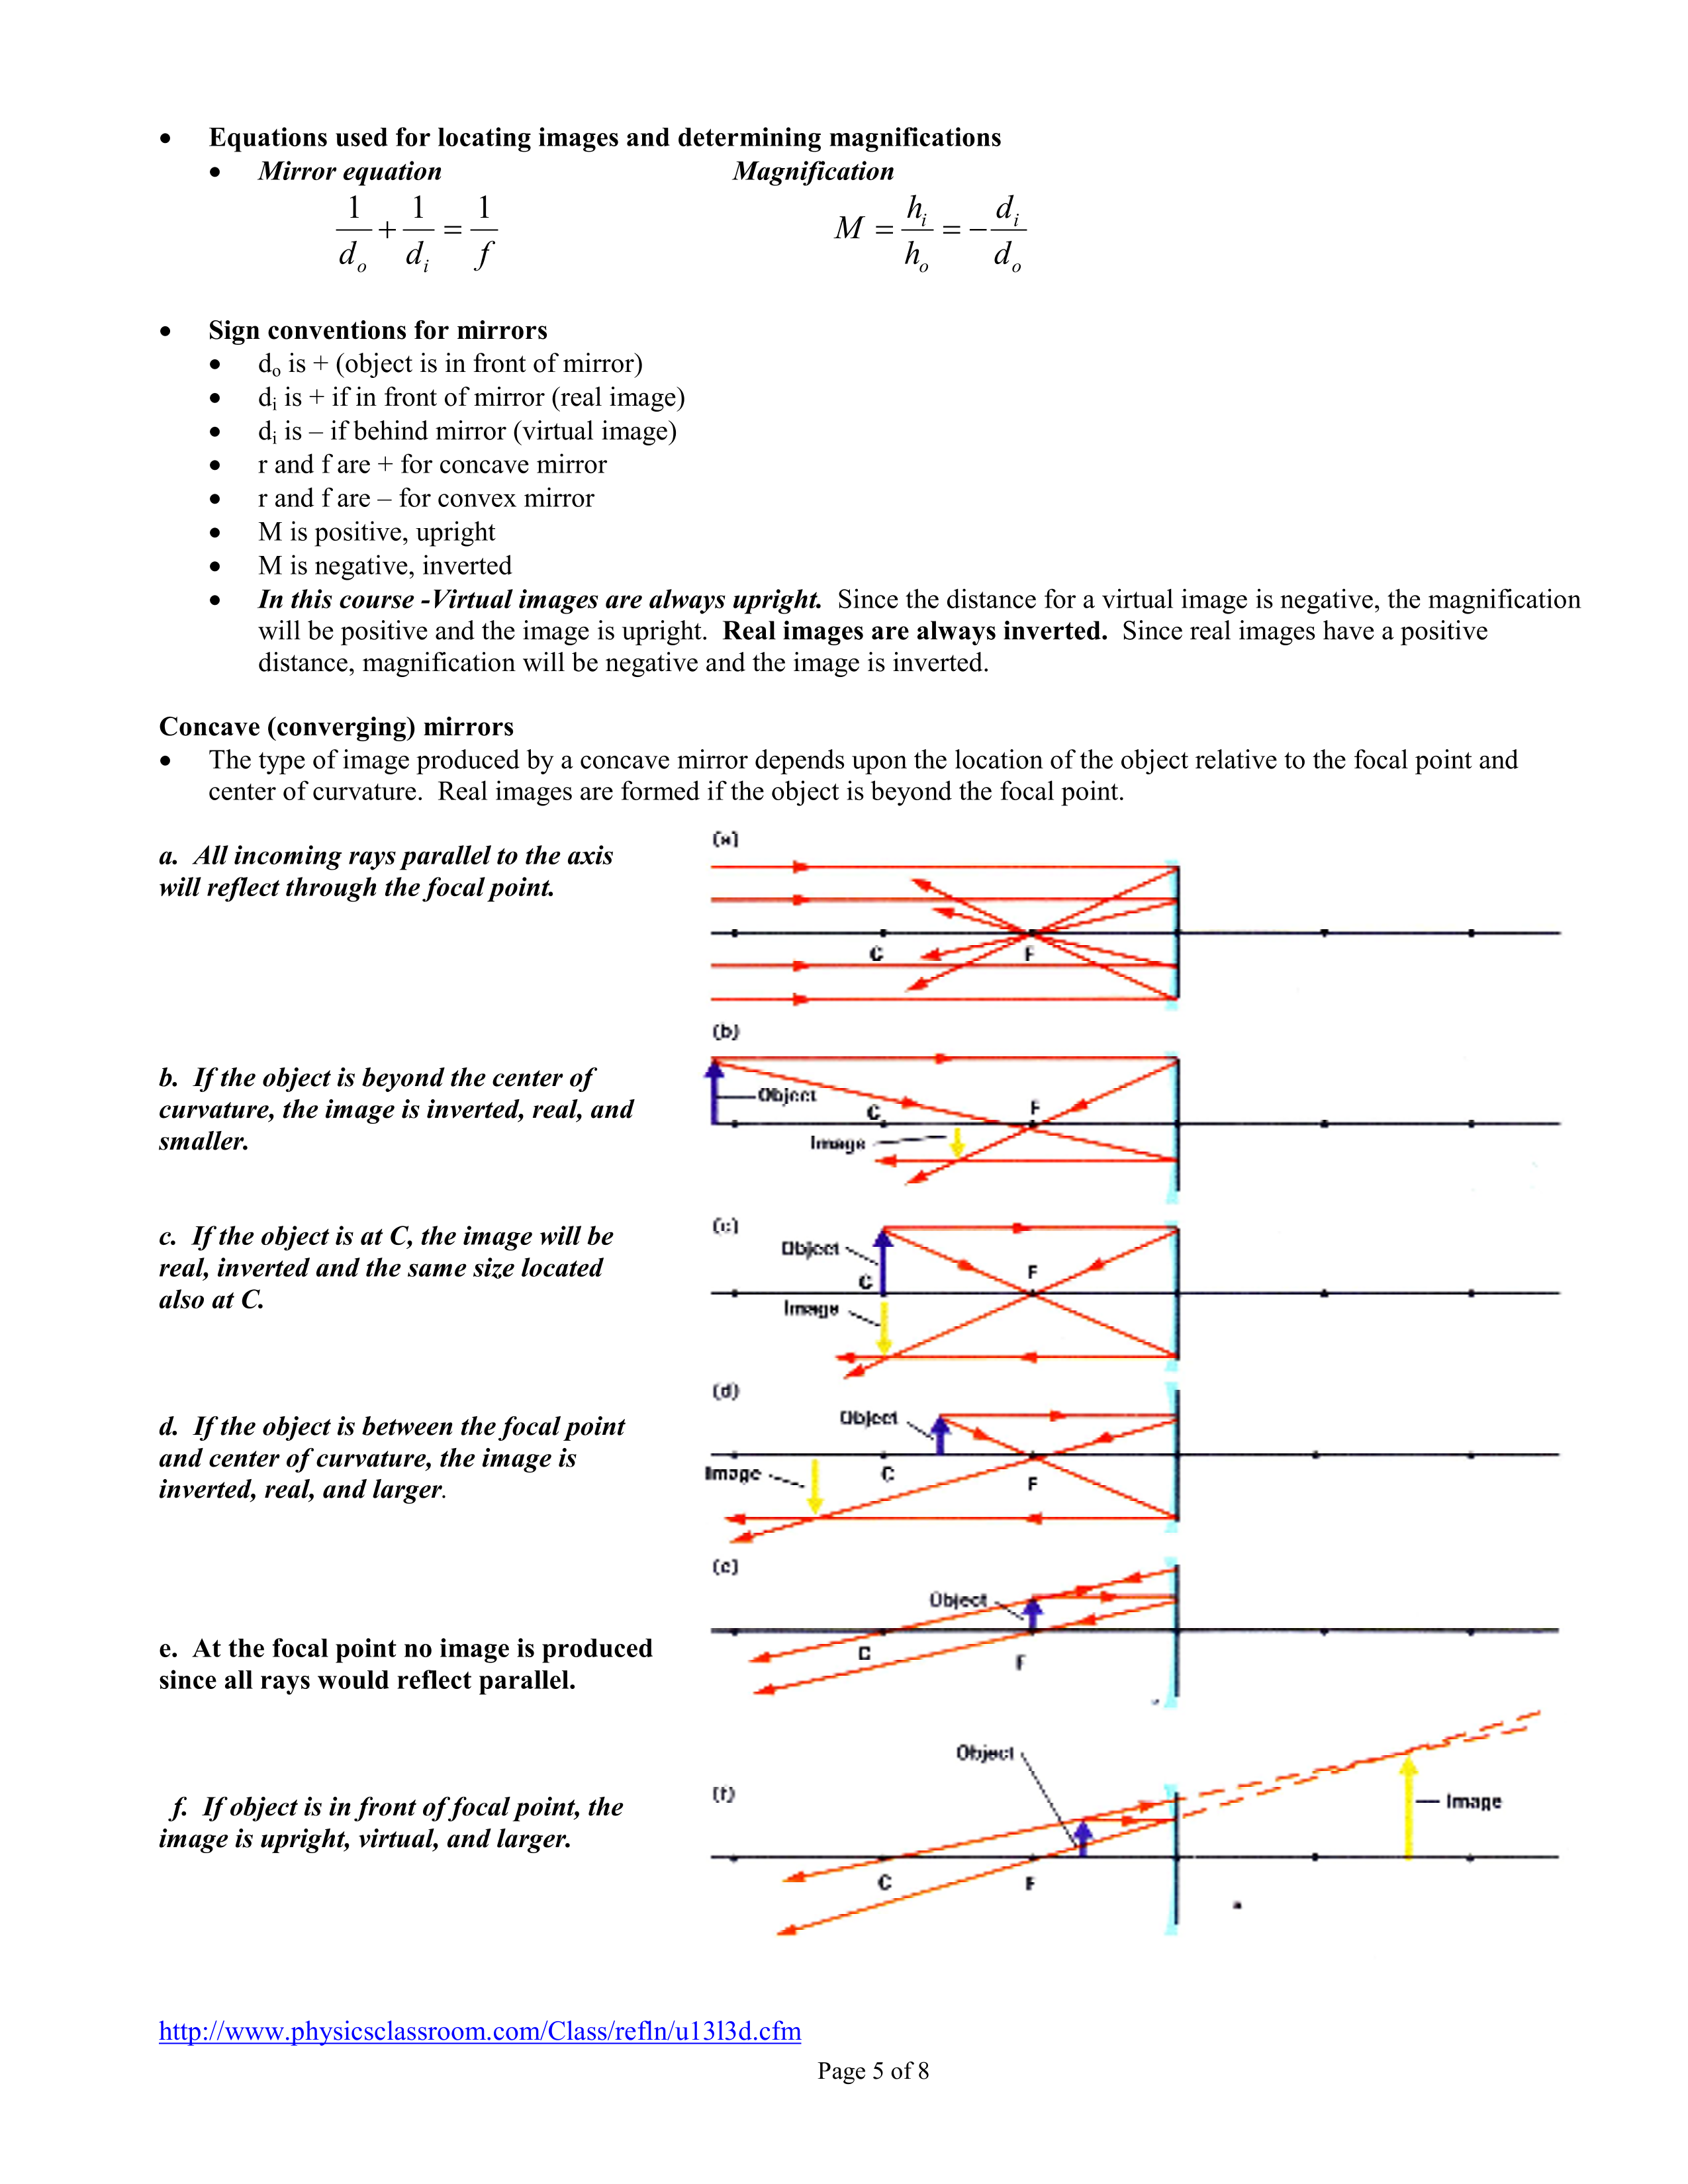 • Equations used for locating images and determining magnifications
• Mirror equation Magnification
1/d_o + 1/d_i = 1/f M = h_i/h_o = − d_i/d_o
• Sign conventions for mirrors
• d_o is + (object is in front of mirror)
• d_i is + if in front of mirror (real image)
• d_i is – if behind mirror (virtual image)
• r and f are + for concave mirror
• r and f are – for convex mirror
• M is positive, upright
• M is negative, inverted
• In this course -Virtual images are always upright. Since the distance for a virtual image is negative, the magnification
will be positive and the image is upright. Real images are always inverted. Since real images have a positive
distance, magnification will be negative and the image is inverted.
Concave (converging) mirrors
• The type of image produced by a concave mirror depends upon the location of the object relative to the focal point and
center of curvature. Real images are formed if the object is beyond the focal point.
a. All incoming rays parallel to the axis
will reflect through the focal point.
(a)
C F
b. If the object is beyond the center of
curvature, the image is inverted, real, and
smaller.
(b)
Object
C F
Image
c. If the object is at C, the image will be
real, inverted and the same size located
also at C.
(c)
Object
C F
Image
d. If the object is between the focal point
and center of curvature, the image is
inverted, real, and larger.
(d)
Object
Image
C F
e. At the focal point no image is produced
since all rays would reflect parallel.
(e)
Object
C F
f. If object is in front of focal point, the
image is upright, virtual, and larger.
Object
(f)
Image
C F
http://www.physicsclassroom.com/Class/refln/u13l3d.cfm
Page 5 of 8